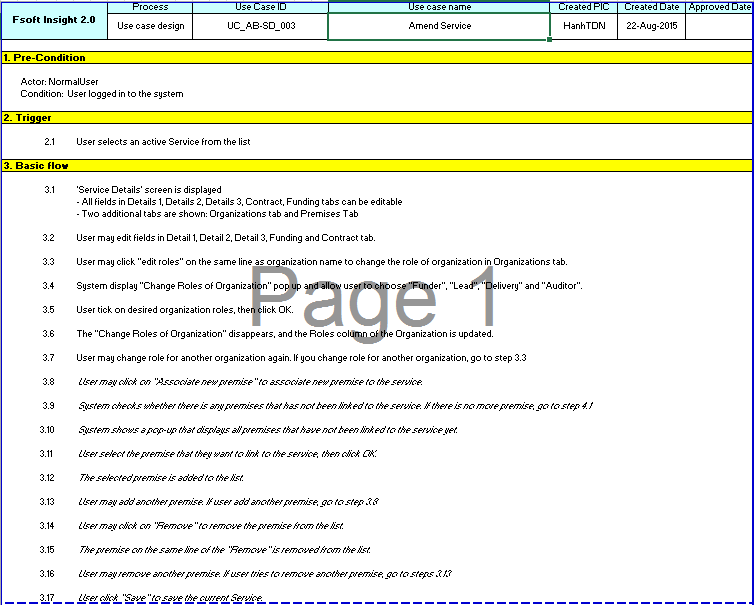 Fsoft Insight 2.0
Process
Use Case ID
Use case name
Created PIC
Created Date
Approved Date
Use case design
UC_AB-SD_003
Amend Service
HanhTDN
22-Aug-2015
1. Pre-Condition
Actor: NormalUser
Condition: User logged in to the system
2. Trigger
2.1 User selects an active Service from the list
3. Basic flow
3.1 'Service Details' screen is displayed
- All fields in Details 1, Details 2, Details 3, Contract, Funding tabs can be editable
- Two additional tabs are shown: Organizations tab and Premises Tab
3.2 User may edit fields in Detail 1, Detail 2, Detail 3, Funding and Contract tab.
3.3 User may click "edit roles" on the same line as organization name to change the role of organization in Organizations tab.
3.4 System display "Change Roles of Organization" pop up and allow user to choose "Funder", "Lead", "Delivery" and "Auditor".
3.5 User tick on desired organization roles, then click OK.
3.6 The "Change Roles of Organization" disappears, and the Roles column of the Organization is updated.
3.7 User may change role for another organization again. If you change role for another organization, go to step 3.3
3.8 User may click on "Associate new premise" to associate new premise to the service.
3.9 System checks whether there is any premises that has not been linked to the service. If there is no more premise, go to step 4.1
3.10 System shows a pop-up that displays all premises that have not been linked to the service yet.
3.11 User select the premise that they want to link to the service, then click OK.
3.12 The selected premise is added to the list.
3.13 User may add another premise. If user add another premise, go to step 3.8
3.14 User may click on "Remove" to remove the premise from the list.
3.15 The premise on the same line of the "Remove" is removed from the list.
3.16 User may remove another premise. If user tries to remove another premise, go to steps 3.13
3.17 User click "Save" to save the current Service.
Page 1